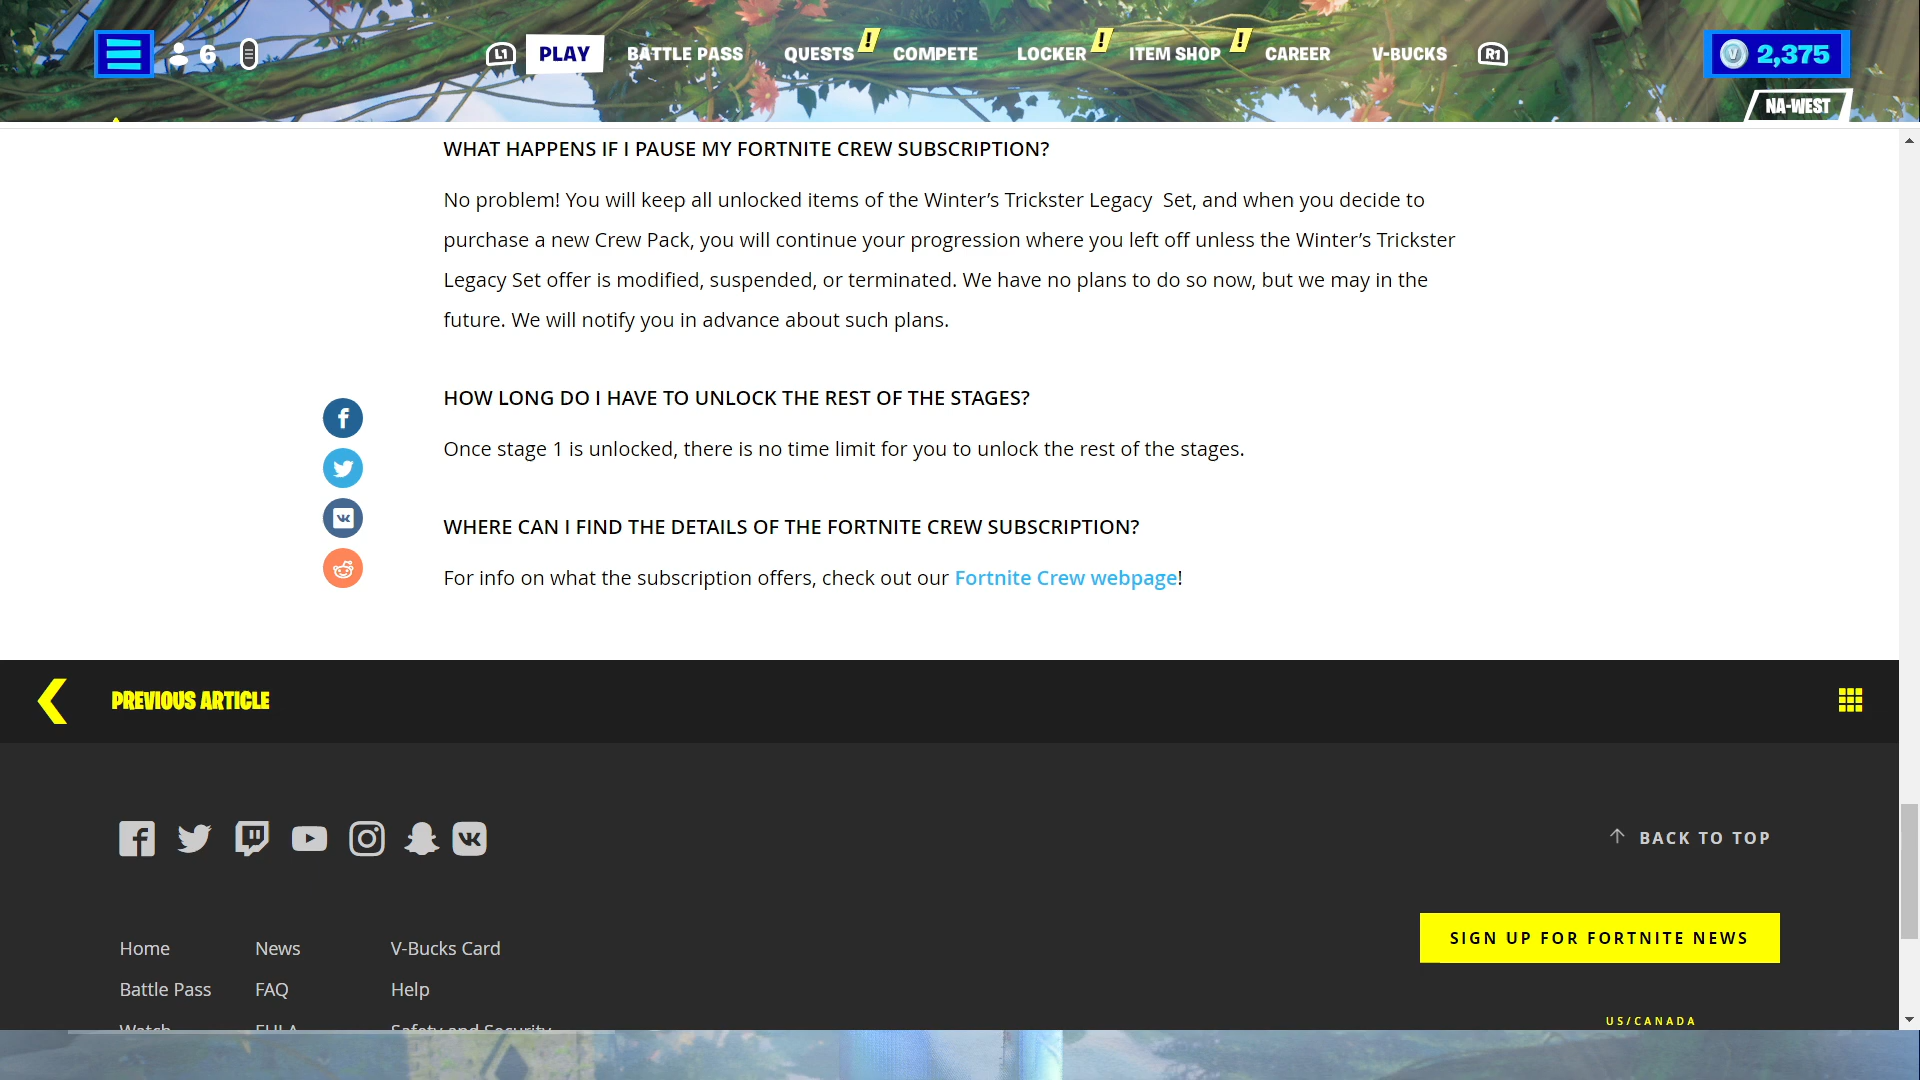 6
L1 PLAY BATTLE PASS QUESTS ! COMPETE LOCKER ! ITEM SHOP ! CAREER V-BUCKS R1
V 2,375
NA-WEST
WHAT HAPPENS IF I PAUSE MY FORTNITE CREW SUBSCRIPTION?
No problem! You will keep all unlocked items of the Winter’s Trickster Legacy Set, and when you decide to
purchase a new Crew Pack, you will continue your progression where you left off unless the Winter’s Trickster
Legacy Set offer is modified, suspended, or terminated. We have no plans to do so now, but we may in the
future. We will notify you in advance about such plans.
HOW LONG DO I HAVE TO UNLOCK THE REST OF THE STAGES?
Once stage 1 is unlocked, there is no time limit for you to unlock the rest of the stages.
WHERE CAN I FIND THE DETAILS OF THE FORTNITE CREW SUBSCRIPTION?
For info on what the subscription offers, check out our Fortnite Crew webpage!
PREVIOUS ARTICLE
BACK TO TOP
SIGN UP FOR FORTNITE NEWS
Home News V-Bucks Card
Battle Pass FAQ Help
Watch EULA Safety and Security
US/CANADA